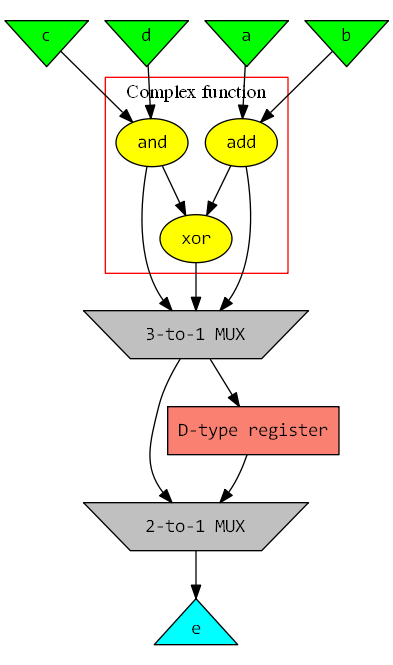 c
d
a
b
Complex function
and
add
xor
3-to-1 MUX
D-type register
2-to-1 MUX
e